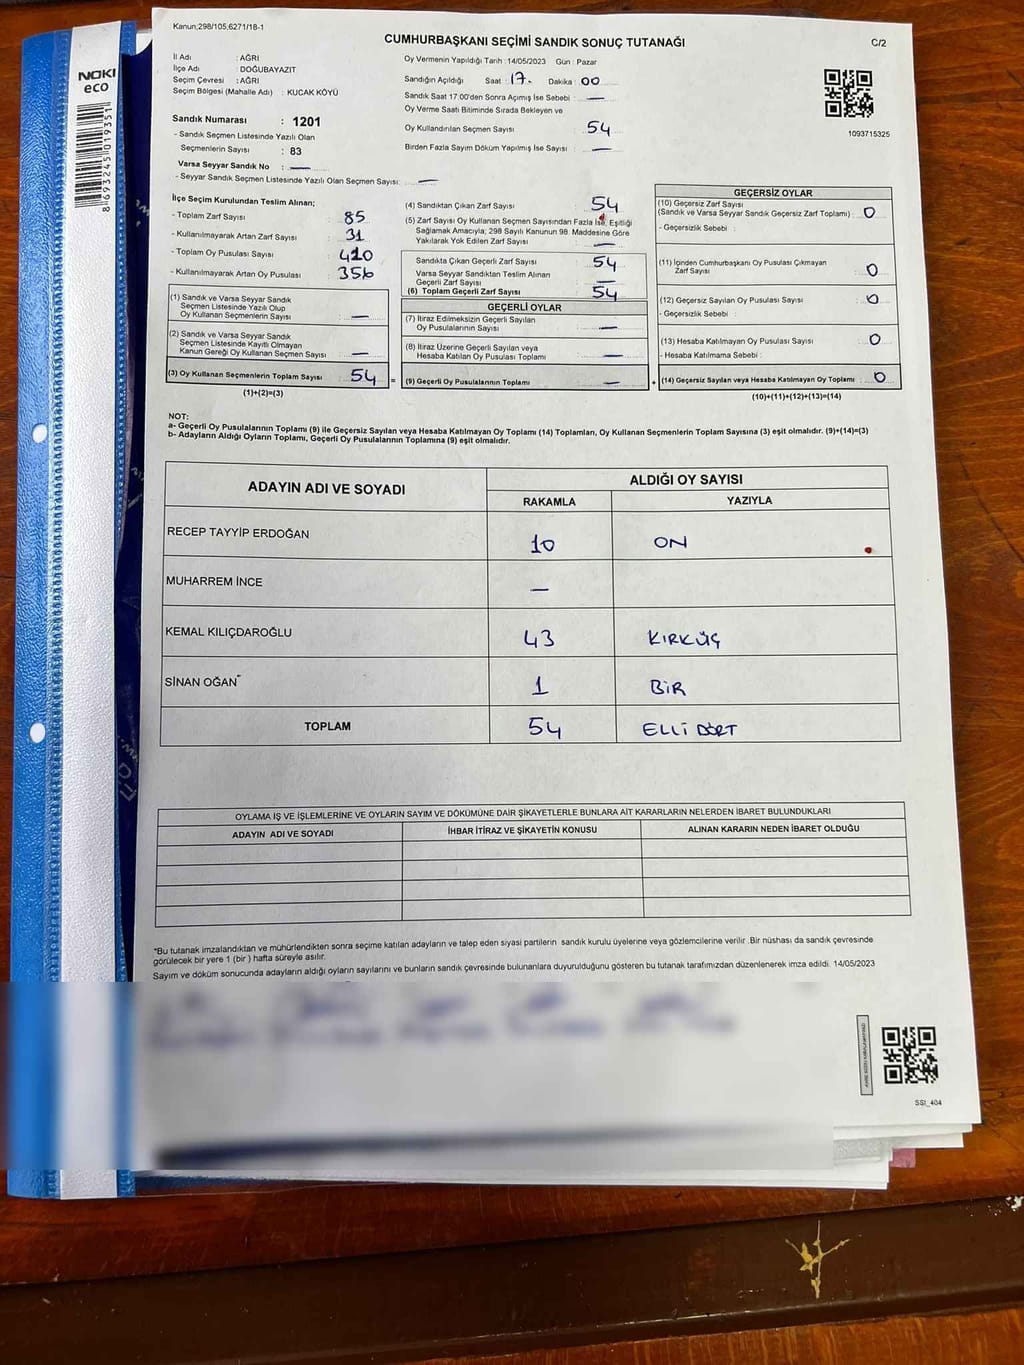 Kanun;298/105;6271/18-1
CUMHURBAŞKANI SEÇİMİ SANDIK SONUÇ TUTANAĞI
C/2
NOKI
eco
8 693245 019351
İl Adı : AĞRI
İlçe Adı : DOĞUBAYAZIT
Seçim Çevresi : AĞRI
Seçim Bölgesi (Mahalle Adı) : KUCAK KÖYÜ
Sandık Numarası : 1201
- Sandık Seçmen Listesinde Yazılı Olan
Seçmenlerin Sayısı : 83
Varsa Seyyar Sandık No : —
- Seyyar Sandık Seçmen Listesinde Yazılı Olan Seçmen Sayısı: —
Oy Vermenin Yapıldığı Tarih : 14/05/2023 Gün : Pazar
Sandığın Açıldığı Saat : 17. Dakika : 00
Sandık Saat 17:00'den Sonra Açımış İse Sebebi : —
Oy Verme Saati Bitiminde Sırada Bekleyen ve
Oy Kullandırılan Seçmen Sayısı : 54
Birden Fazla Sayım Döküm Yapılmış İse Sayısı : —
1093715325
İlçe Seçim Kurulundan Teslim Alınan;
- Toplam Zarf Sayısı : 85
- Kullanılmayarak Artan Zarf Sayısı : 31
- Toplam Oy Pusulası Sayısı : 410
- Kullanılmayarak Artan Oy Pusulası : 356
(1) Sandık ve Varsa Seyyar Sandık
Seçmen Listesinde Yazılı Olup
Oy Kullanan Seçmenlerin Sayısı : —
(2) Sandık ve Varsa Seyyar Sandık
Seçmen Listesinde Kayıtlı Olmayan
Kanun Gereği Oy Kullanan Seçmen Sayısı : —
(3) Oy Kullanan Seçmenlerin Toplam Sayısı : 54
(1)+(2)=(3)
(4) Sandıktan Çıkan Zarf Sayısı : 54
(5) Zarf Sayısı Oy Kullanan Seçmen Sayısından Fazla İse, Eşitliği
Sağlamak Amacıyla; 298 Sayılı Kanunun 98. Maddesine Göre
Yakılarak Yok Edilen Zarf Sayısı : —
Sandıkta Çıkan Geçerli Zarf Sayısı : 54
Varsa Seyyar Sandıktan Teslim Alınan
Geçerli Zarf Sayısı : —
(6) Toplam Geçerli Zarf Sayısı : 54
GEÇERLİ OYLAR
(7) İtiraz Edilmeksizin Geçerli Sayılan
Oy Pusulalarının Sayısı : —
(8) İtiraz Üzerine Geçerli Sayılan veya
Hesaba Katılan Oy Pusulası Toplamı : —
= (9) Geçerli Oy Pusulalarının Toplamı : —
GEÇERSİZ OYLAR
(10) Geçersiz Zarf Sayısı
(Sandık ve Varsa Seyyar Sandık Geçersiz Zarf Toplamı) : 0
- Geçersizlik Sebebi :
(11) İçinden Cumhurbaşkanı Oy Pusulası Çıkmayan
Zarf Sayısı : 0
(12) Geçersiz Sayılan Oy Pusulası Sayısı : 0
- Geçersizlik Sebebi :
(13) Hesaba Katılmayan Oy Pusulası Sayısı : 0
- Hesaba Katılmama Sebebi :
+ (14) Geçersiz Sayılan veya Hesaba Katılmayan Oy Toplamı : 0
(10)+(11)+(12)+(13)=(14)
NOT:
a- Geçerli Oy Pusulalarının Toplamı (9) ile Geçersiz Sayılan veya Hesaba Katılmayan Oy Toplamı (14) Toplamları, Oy Kullanan Seçmenlerin Toplam Sayısına (3) eşit olmalıdır. (9)+(14)=(3)
b- Adayların Aldığı Oyların Toplamı, Geçerli Oy Pusulalarının Toplamına (9) eşit olmalıdır.
ADAYIN ADI VE SOYADI ALDIĞI OY SAYISI
RAKAMLA YAZIYLA
RECEP TAYYİP ERDOĞAN 10 ON
MUHARREM İNCE —
KEMAL KILIÇDAROĞLU 43 KIRKÜÇ
SİNAN OĞAN 1 BİR
TOPLAM 54 ELLİ DÖRT
OYLAMA İŞ VE İŞLEMLERİNE VE OYLARIN SAYIM VE DÖKÜMÜNE DAİR ŞİKAYETLERLE BUNLARA AİT KARARLARIN NELERDEN İBARET BULUNDUKLARI
ADAYIN ADI VE SOYADI İHBAR İTİRAZ VE ŞİKAYETİN KONUSU ALINAN KARARIN NEDEN İBARET OLDUĞU
*Bu tutanak imzalandıktan ve mühürlendikten sonra seçime katılan adayların ve talep eden siyasi partilerin sandık kurulu üyelerine veya gözlemcilerine verilir .Bir nüshası da sandık çevresinde
görülecek bir yere 1 (bir ) hafta süreyle asılır.
Sayım ve döküm sonucunda adayların aldığı oyların sayılarını ve bunların sandık çevresinde bulunanlara duyurulduğunu gösteren bu tutanak tarafımızdan düzenlenerek imza edildi. 14/05/2023
SSI_404